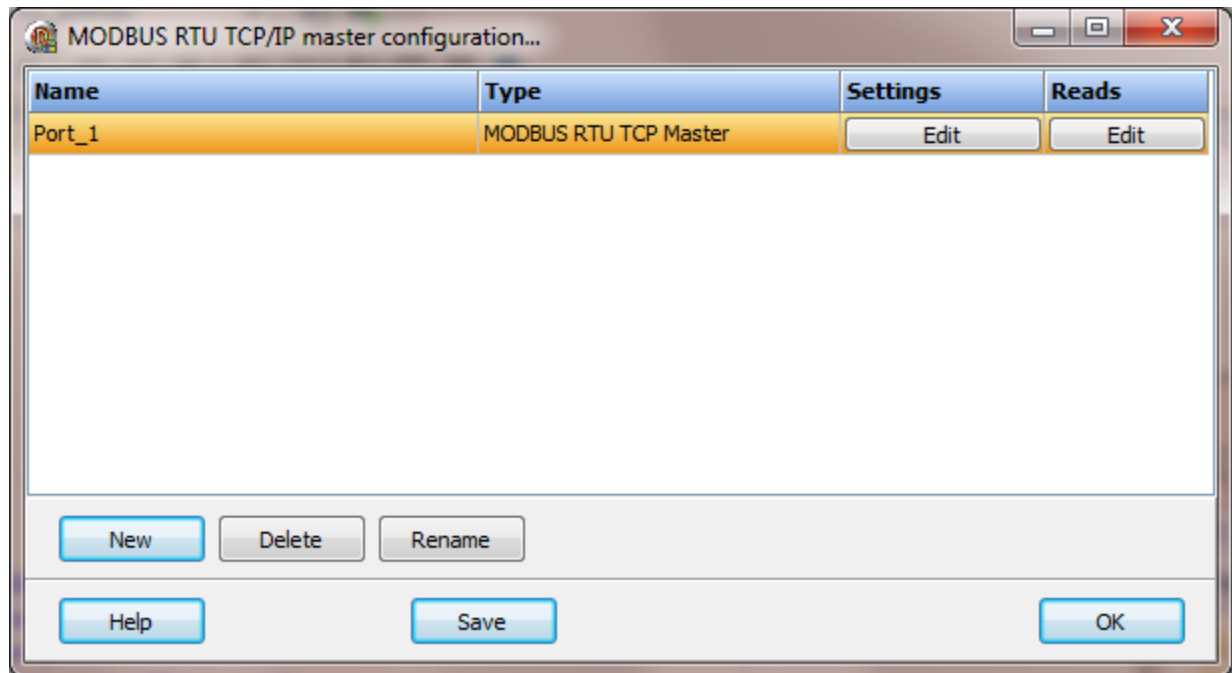 MODBUS RTU TCP/IP master configuration...
Name Type Settings Reads
Port_1 MODBUS RTU TCP Master Edit Edit
New Delete Rename
Help Save OK